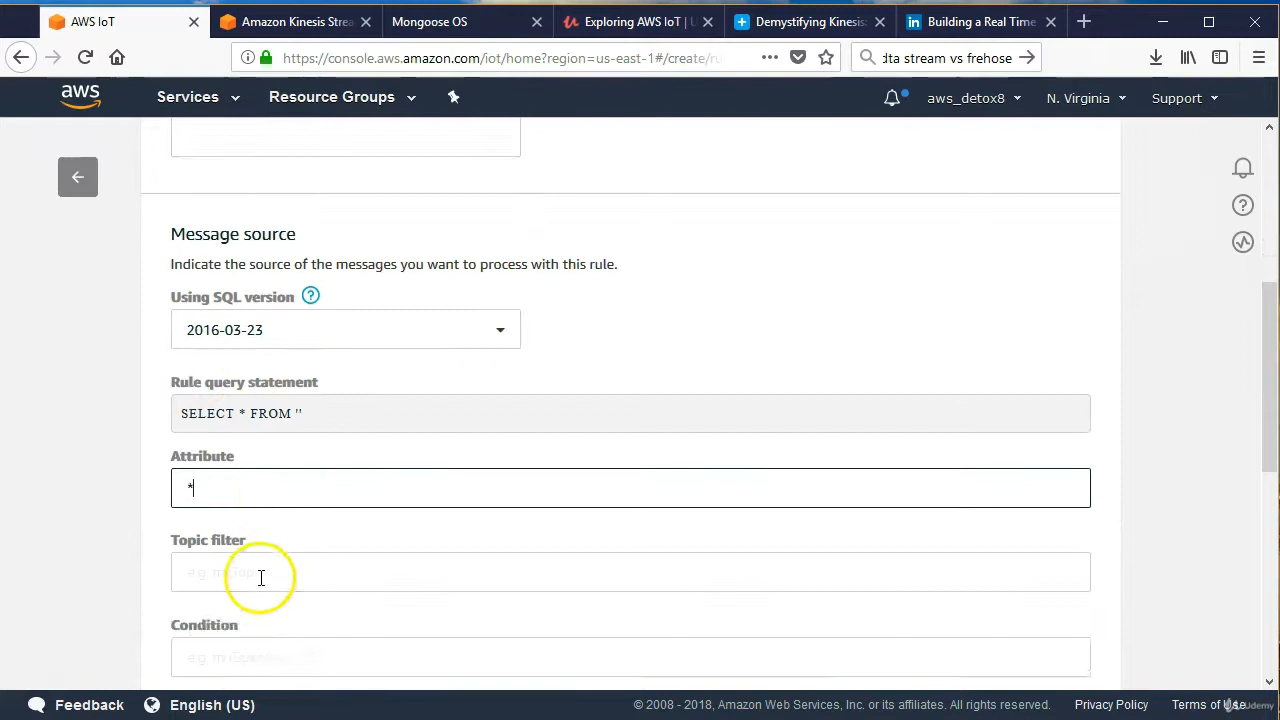 AWS IoT
Amazon Kinesis Strea
Mongoose OS
Exploring AWS IoT | U
Demystifying Kinesis
Building a Real Time
https://console.aws.amazon.com/iot/home?region=us-east-1#/create/ru
dta stream vs frehose
aws
Services
Resource Groups
aws_detox8
N. Virginia
Support
Message source
Indicate the source of the messages you want to process with this rule.
Using SQL version
2016-03-23
Rule query statement
SELECT * FROM ''
Attribute
*
Topic filter
Condition
Feedback
English (US)
© 2008 - 2018, Amazon Web Services, Inc. or its affiliates. All rights reserved.
Privacy Policy
Terms of Use
Udemy